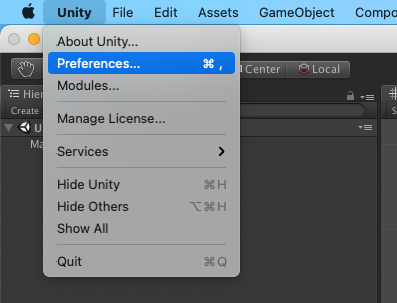 Unity File Edit Assets GameObject Compo
About Unity...
Preferences... ⌘ ,
Modules...
Manage License...
Services
Hide Unity ⌘H
Hide Others ⌥⌘H
Show All
Quit ⌘Q
Center Local
Hier
Create
U
Ma
S